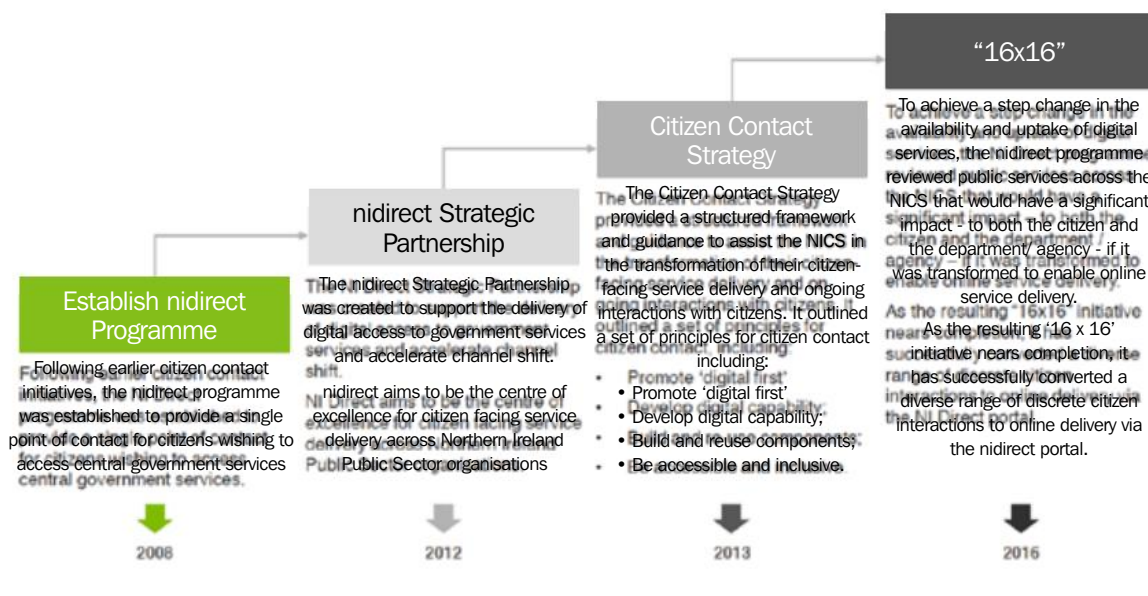 “16x16”
To achieve a step change in the
availability and uptake of digital
services, the nidirect programme
reviewed public services across the
NICS that would have a significant
impact - to both the citizen and
the department/ agency - if it
was transformed to enable online
service delivery.
As the resulting ‘16 x 16’
initiative nears completion, it
has successfully converted a
diverse range of discrete citizen
interactions to online delivery via
the nidirect portal.
Citizen Contact
Strategy
The Citizen Contact Strategy
provided a structured framework
and guidance to assist the NICS in
the transformation of their citizen-
facing service delivery and ongoing
interactions with citizens. It outlined
a set of principles for citizen contact
including:
• Promote ‘digital first’
• Develop digital capability;
• Build and reuse components;
• Be accessible and inclusive.
nidirect Strategic
Partnership
The nidirect Strategic Partnership
was created to support the delivery of
digital access to government services
and accelerate channel shift.
nidirect aims to be the centre of
excellence for citizen facing service
delivery across Northern Ireland
Public Sector organisations
Establish nidirect
Programme
Following earlier citizen contact
initiatives, the nidirect programme
was established to provide a single
point of contact for citizens wishing to
access central government services
2008
2012
2013
2016